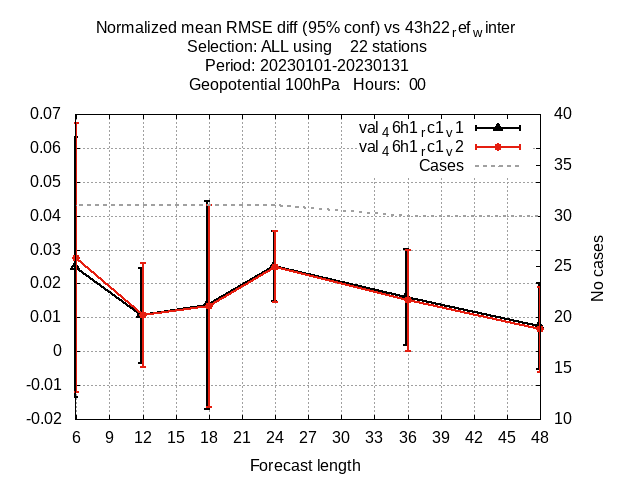 Normalized mean RMSE diff (95% conf) vs 43h22refwinter
Selection: ALL using 22 stations
Period: 20230101-20230131
Geopotential 100hPa Hours: 00
val46h1rc1v1
val46h1rc1v2
Cases
0.07
0.06
0.05
0.04
0.03
0.02
0.01
0
-0.01
-0.02
40
35
30
25
20
15
10
No cases
6 9 12 15 18 21 24 27 30 33 36 39 42 45 48
Forecast length